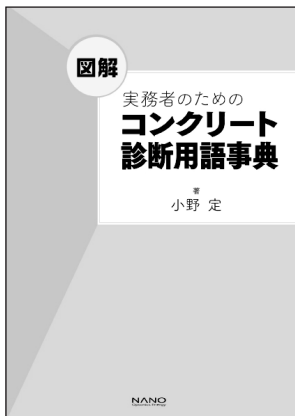 図解
実務者のための
コンクリート
診断用語事典
著
小野 定
NANO